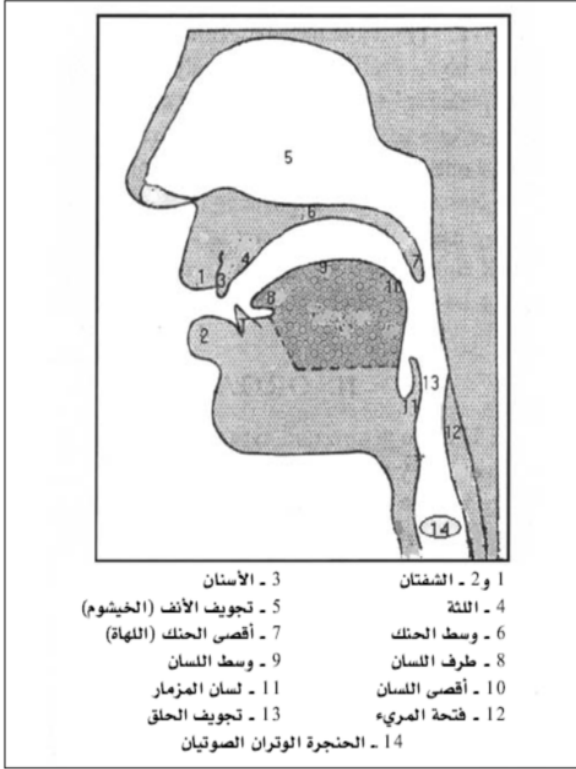 5
6
7
4
9
10
1
3
8
2
13
11
12
14
1 و2 ـ الشفتان
3 ـ الأسنان
4 ـ اللثة
5 ـ تجويف الأنف (الخيشوم)
6 ـ وسط الحنك
7 ـ أقصى الحنك (اللهاة)
8 ـ طرف اللسان
9 ـ وسط اللسان
10 ـ أقصى اللسان
11 ـ لسان المزمار
12 ـ فتحة المريء
13 ـ تجويف الحلق
14 ـ الحنجرة الوتران الصوتيان